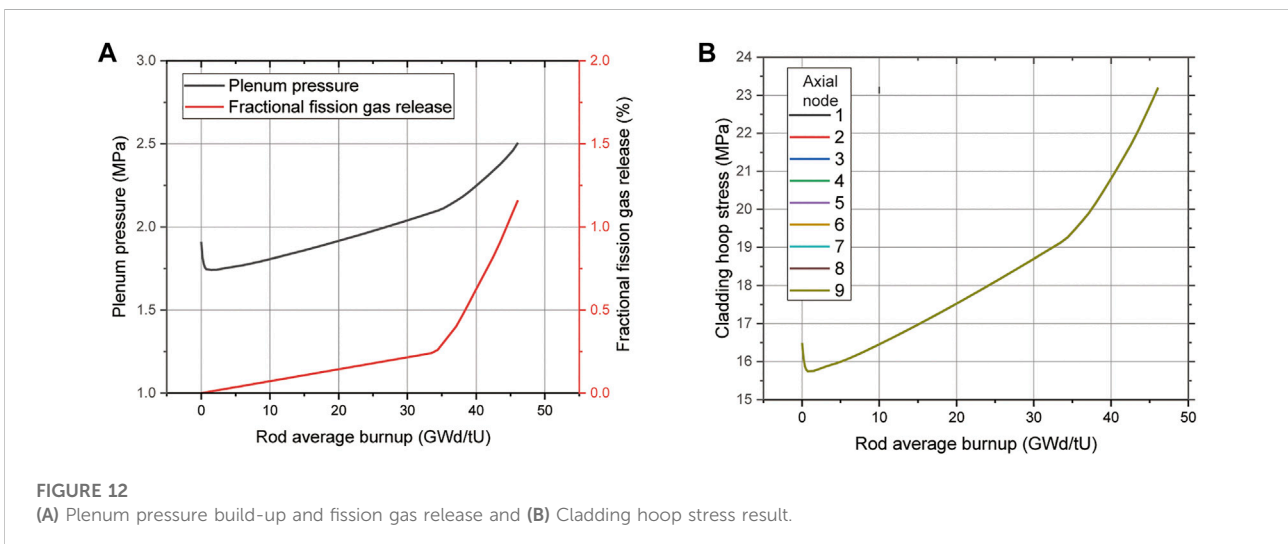 A
3.0
2.5
2.0
1.5
1.0
Plenum pressure (MPa)
Plenum pressure
Fractional fission gas release
2.0
1.5
1.0
0.5
0.0
Fractional fission gas release (%)
0 10 20 30 40 50
Rod average burnup (GWd/tU)
B
24
23
22
21
20
19
18
17
16
15
Cladding hoop stress (MPa)
Axial
node
1
2
3
4
5
6
7
8
9
0 10 20 30 40 50
Rod average burnup (GWd/tU)
FIGURE 12
(A) Plenum pressure build-up and fission gas release and (B) Cladding hoop stress result.